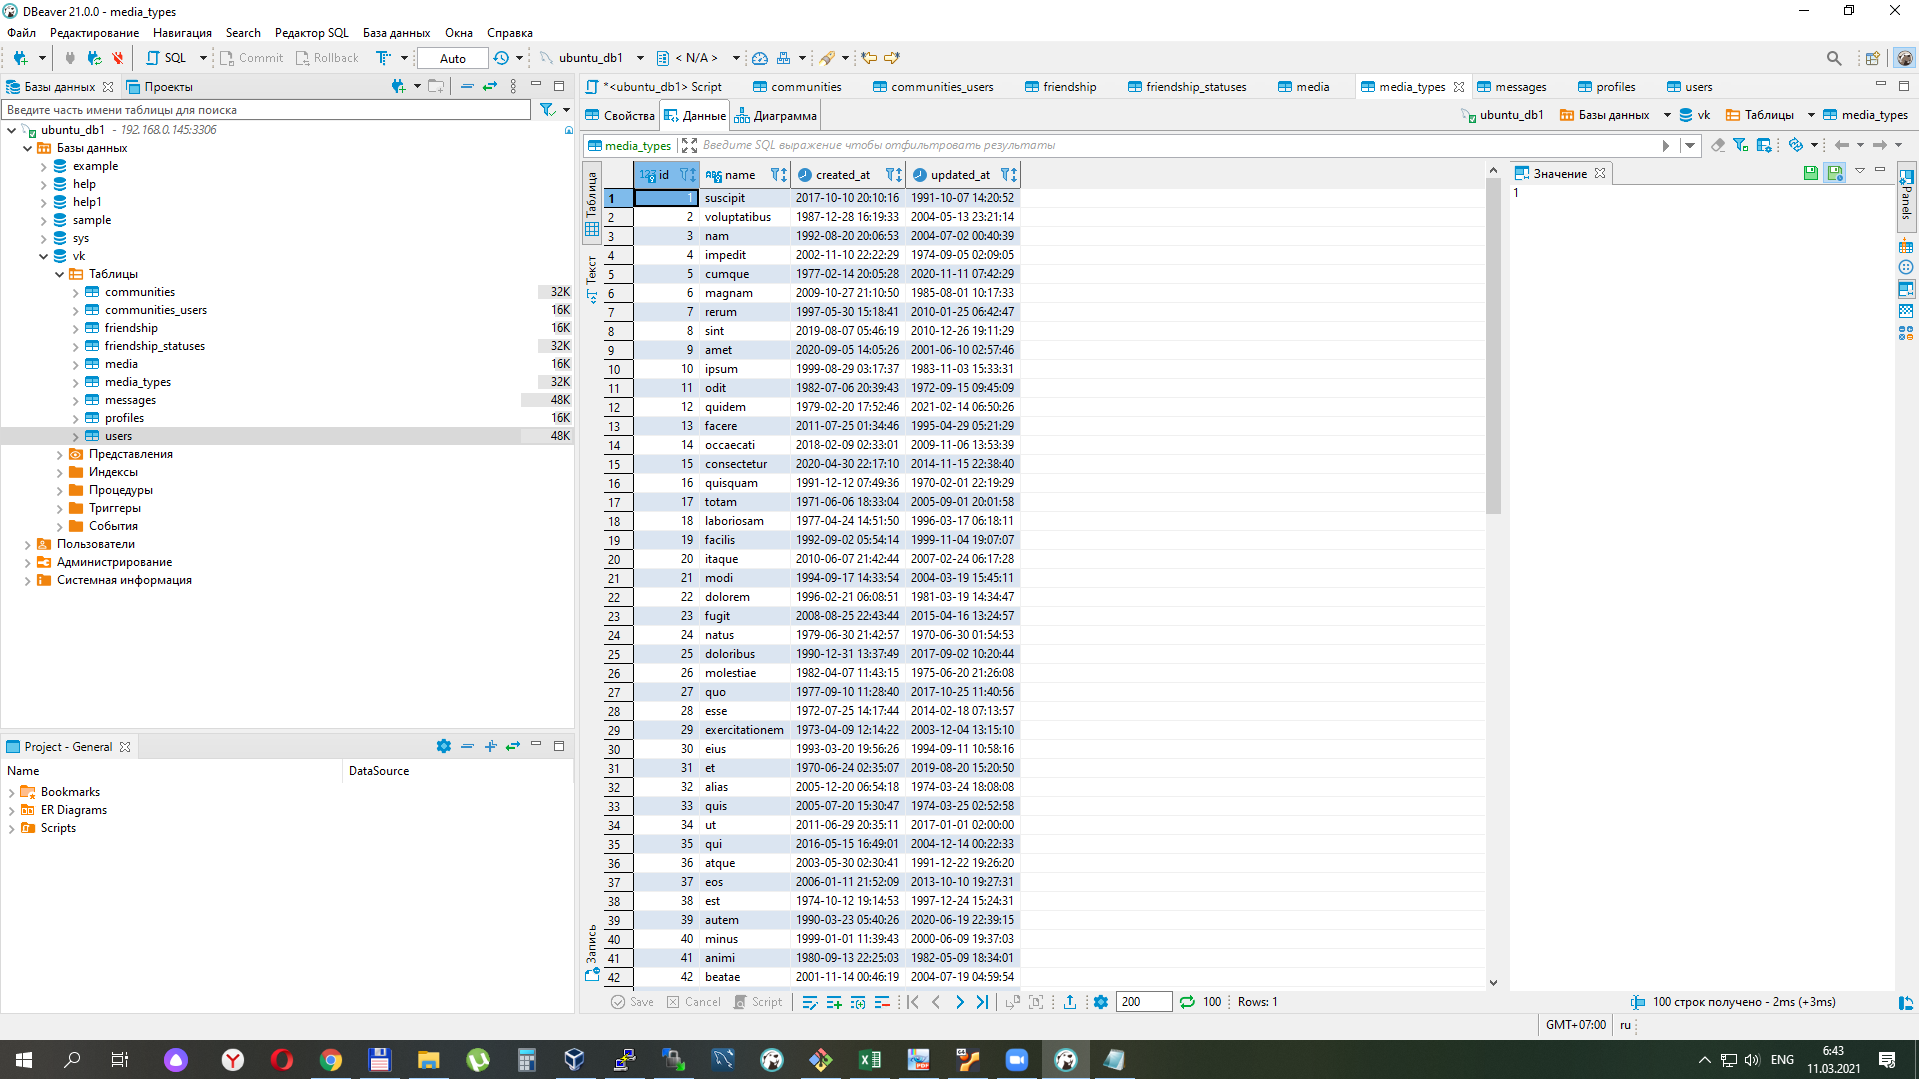 DBeaver 21.0.0 - media_types
Файл Редактирование Навигация Search Редактор SQL База данных Окна Справка
SQL Commit Rollback Auto ubuntu_db1 < N/A >
Базы данных Проекты
Введите часть имени таблицы для поиска
ubuntu_db1 - 192.168.0.145:3306
Базы данных
example
help
help1
sample
sys
vk
Таблицы
communities 32K
communities_users 16K
friendship 16K
friendship_statuses 32K
media 16K
media_types 32K
messages 48K
profiles 16K
users 48K
Представления
Индексы
Процедуры
Триггеры
События
Пользователи
Администрирование
Системная информация
Project - General
Name DataSource
Bookmarks
ER Diagrams
Scripts
*<ubuntu_db1> Script communities communities_users friendship friendship_statuses media media_types messages profiles users
Свойства Данные Диаграмма ubuntu_db1 Базы данных vk Таблицы media_types
media_types Введите SQL выражение чтобы отфильтровать результаты
Таблица
Текст
Запись
123 id ABC name created_at updated_at
1 1 suscipit 2017-10-10 20:10:16 1991-10-07 14:20:52
2 2 voluptatibus 1987-12-28 16:19:33 2004-05-13 23:21:14
3 3 nam 1992-08-20 20:06:53 2004-07-02 00:40:39
4 4 impedit 2002-11-10 22:22:29 1974-09-05 02:09:05
5 5 cumque 1977-02-14 20:05:28 2020-11-11 07:42:29
6 6 magnam 2009-10-27 21:10:50 1985-08-01 10:17:33
7 7 rerum 1997-05-30 15:18:41 2010-01-25 06:42:47
8 8 sint 2019-08-07 05:46:19 2010-12-26 19:11:29
9 9 amet 2020-09-05 14:05:26 2001-06-10 02:57:46
10 10 ipsum 1999-08-29 03:17:37 1983-11-03 15:33:31
11 11 odit 1982-07-06 20:39:43 1972-09-15 09:45:09
12 12 quidem 1979-02-20 17:52:46 2021-02-14 06:50:26
13 13 facere 2011-07-25 01:34:46 1995-04-29 05:21:29
14 14 occaecati 2018-02-09 02:33:01 2009-11-06 13:53:39
15 15 consectetur 2020-04-30 22:17:10 2014-11-15 22:38:40
16 16 quisquam 1991-12-12 07:49:36 1970-02-01 22:19:29
17 17 totam 1971-06-06 18:33:04 2005-09-01 20:01:58
18 18 laboriosam 1977-04-24 14:51:50 1996-03-17 06:18:11
19 19 facilis 1992-09-02 05:54:14 1999-11-04 19:07:07
20 20 itaque 2010-06-07 21:42:44 2007-02-24 06:17:28
21 21 modi 1994-09-17 14:33:54 2004-03-19 15:45:11
22 22 dolorem 1996-02-21 06:08:51 1981-03-19 14:34:47
23 23 fugit 2008-08-25 22:43:44 2015-04-16 13:24:57
24 24 natus 1979-06-30 21:42:57 1970-06-30 01:54:53
25 25 doloribus 1990-12-31 13:37:49 2017-09-02 10:20:44
26 26 molestiae 1982-04-07 11:43:15 1975-06-20 21:26:08
27 27 quo 1977-09-10 11:28:40 2017-10-25 11:40:56
28 28 esse 1972-07-25 14:17:44 2014-02-18 07:13:57
29 29 exercitationem 1973-04-09 12:14:22 2003-12-04 13:15:10
30 30 eius 1993-03-20 19:56:26 1994-09-11 10:58:16
31 31 et 1970-06-24 02:35:07 2019-08-20 15:20:50
32 32 alias 2005-12-20 06:54:18 1974-03-24 18:08:08
33 33 quis 2005-07-20 15:30:47 1974-03-25 02:52:58
34 34 ut 2011-06-29 20:35:11 2017-01-01 02:00:00
35 35 qui 2016-05-15 16:49:01 2004-12-14 00:22:33
36 36 atque 2003-05-30 02:30:41 1991-12-22 19:26:20
37 37 eos 2006-01-11 21:52:09 2013-10-10 19:27:31
38 38 est 1974-10-12 19:14:53 1997-12-24 15:24:31
39 39 autem 1990-03-23 05:40:26 2020-06-19 22:39:15
40 40 minus 1999-01-01 11:39:43 2000-06-09 19:37:03
41 41 animi 1980-09-13 22:25:03 1982-05-09 18:34:01
42 42 beatae 2001-11-14 00:46:19 2004-07-19 04:59:54
Save Cancel Script 200 100 Rows: 1 100 строк получено - 2ms (+3ms)
Значение
1
Panels
GMT+07:00 ru
ENG 6:43
11.03.2021